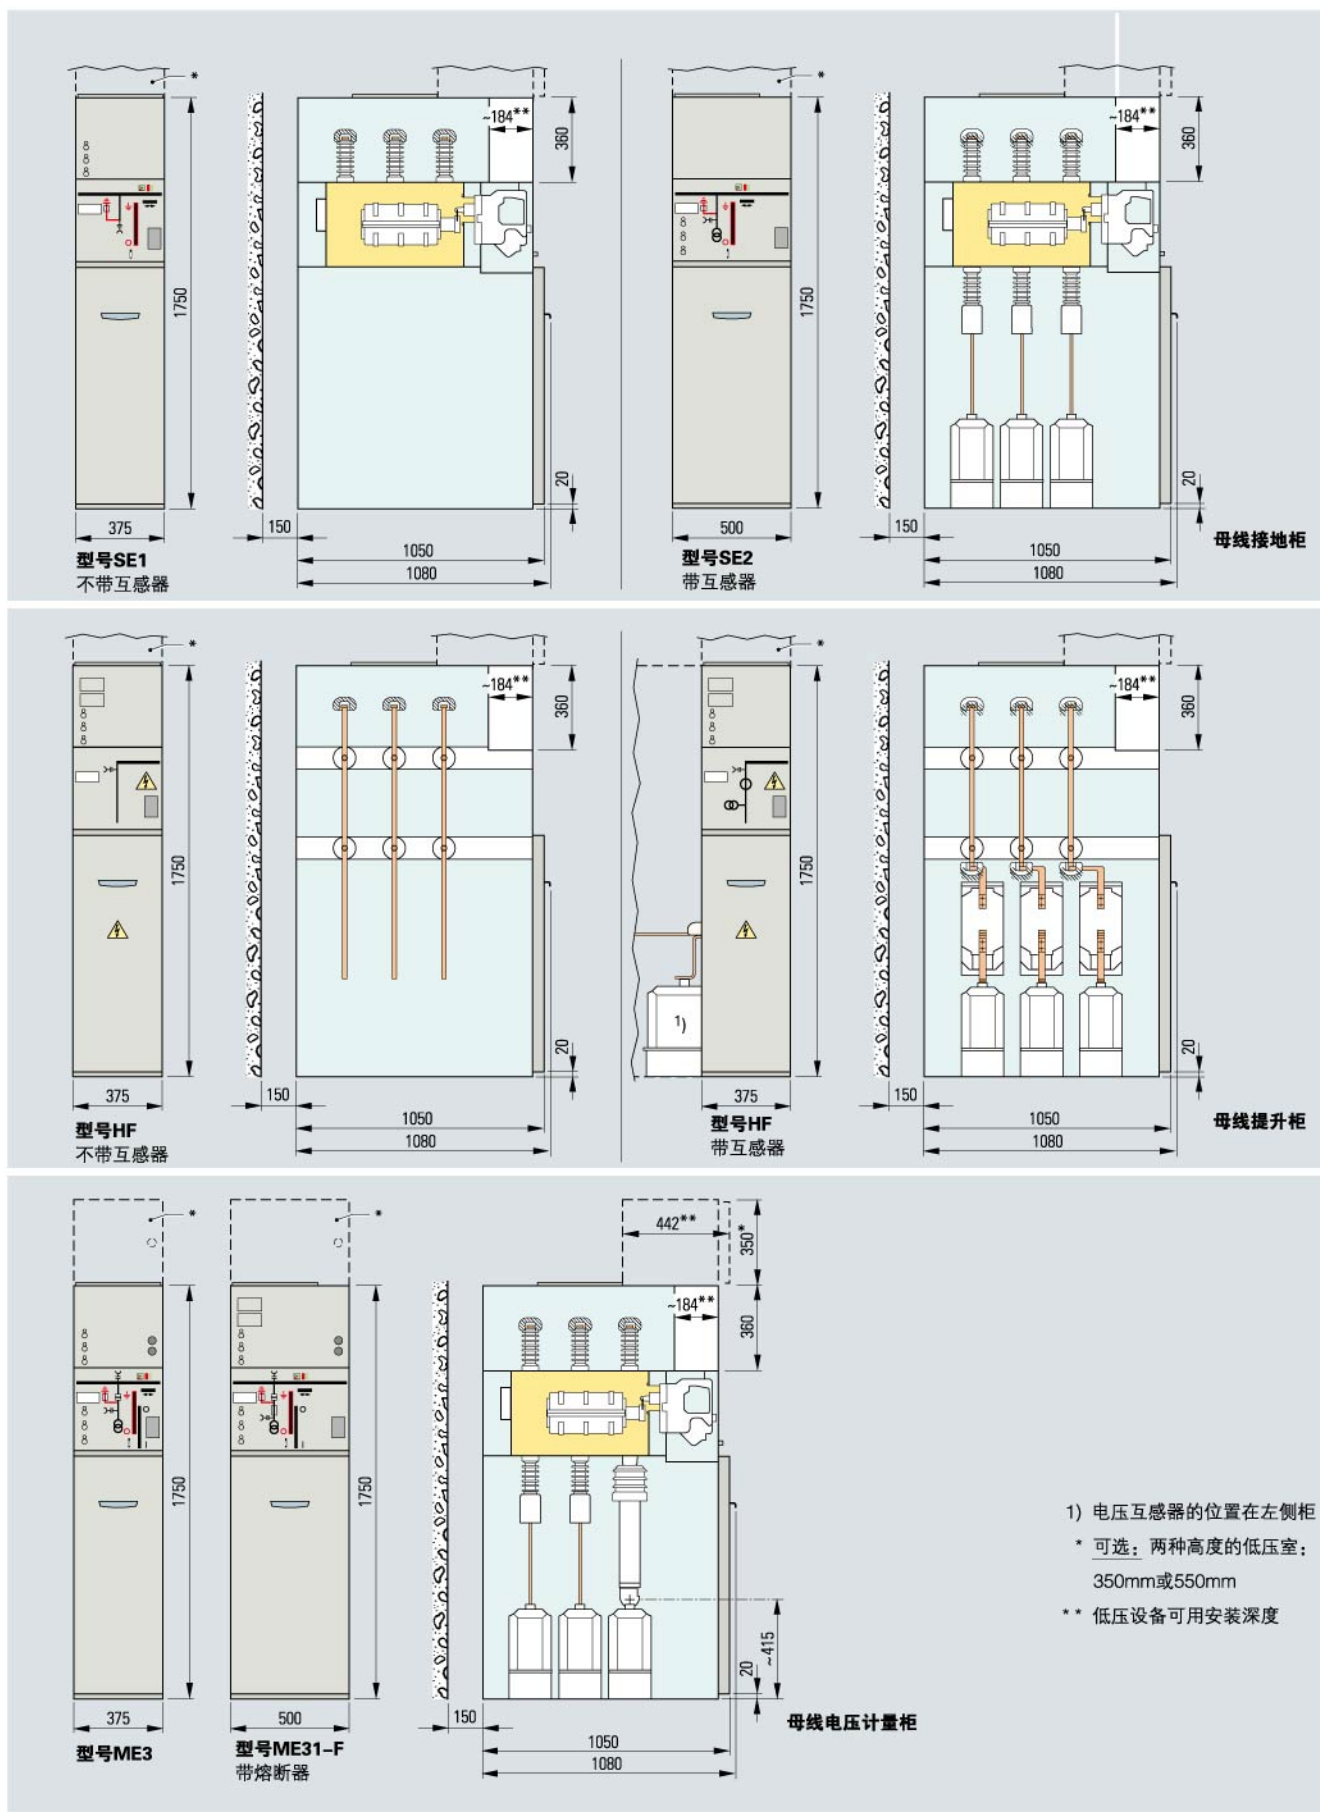 *
~184**
360
1750
20
375
150
1050
1080
型号SE1
不带互感器
*
~184**
360
1750
20
500
150
1050
1080
型号SE2
带互感器
母线接地柜
*
~184**
360
1750
20
375
150
1050
1080
型号HF
不带互感器
*
~184**
360
1750
1)
20
375
150
1050
1080
型号HF
带互感器
母线提升柜
*
*
442**
350*
~184**
360
1750
1750
~415
20
375
500
150
1050
1080
型号ME3
型号ME31-F
带熔断器
母线电压计量柜
1) 电压互感器的位置在左侧柜
* 可选：两种高度的低压室：
350mm或550mm
** 低压设备可用安装深度